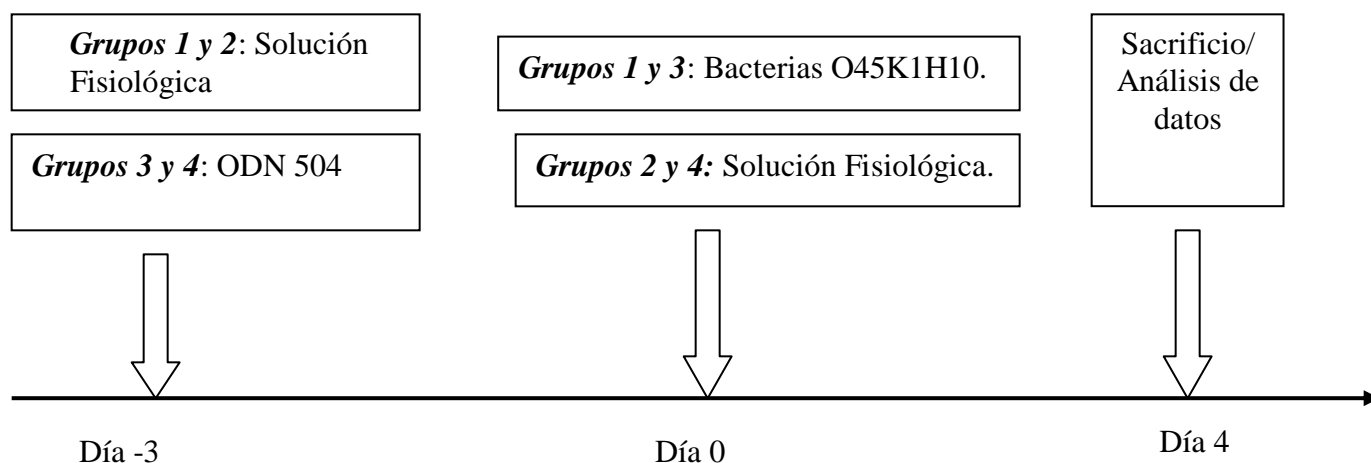 Grupos 1 y 2: Solución
Fisiológica
Grupos 3 y 4: ODN 504
Grupos 1 y 3: Bacterias O45K1H10.
Grupos 2 y 4: Solución Fisiológica.
Sacrificio/
Análisis de
datos
Día -3
Día 0
Día 4